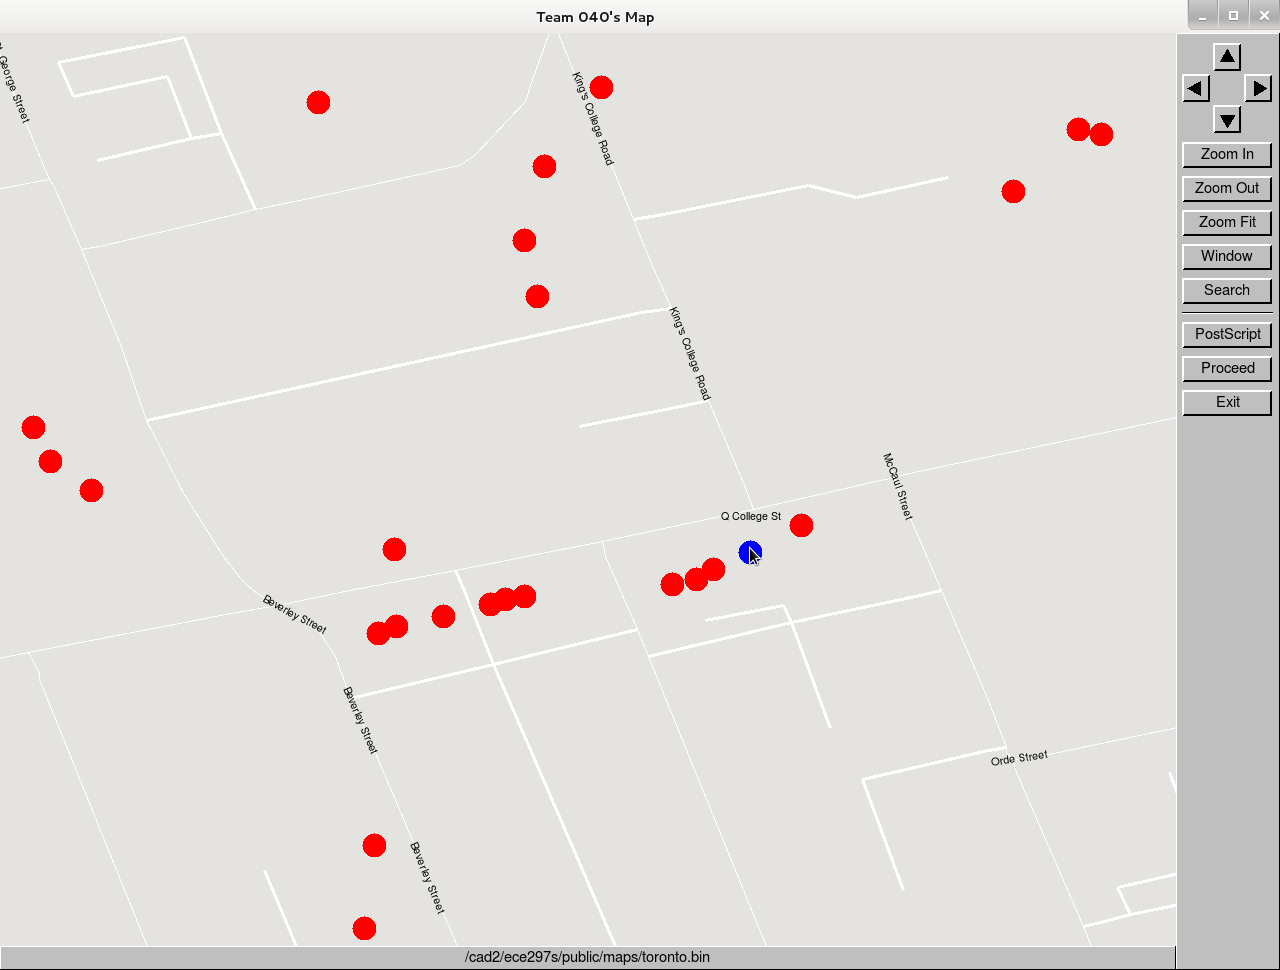 Team 040's Map
St. George Street
King's College Road
Zoom In
Zoom Out
Zoom Fit
Window
Search
King's College Road
PostScript
Proceed
Exit
McCaul Street
Q College St
Beverley Street
Beverley Street
Orde Street
Beverley Street
/cad2/ece297s/public/maps/toronto.bin